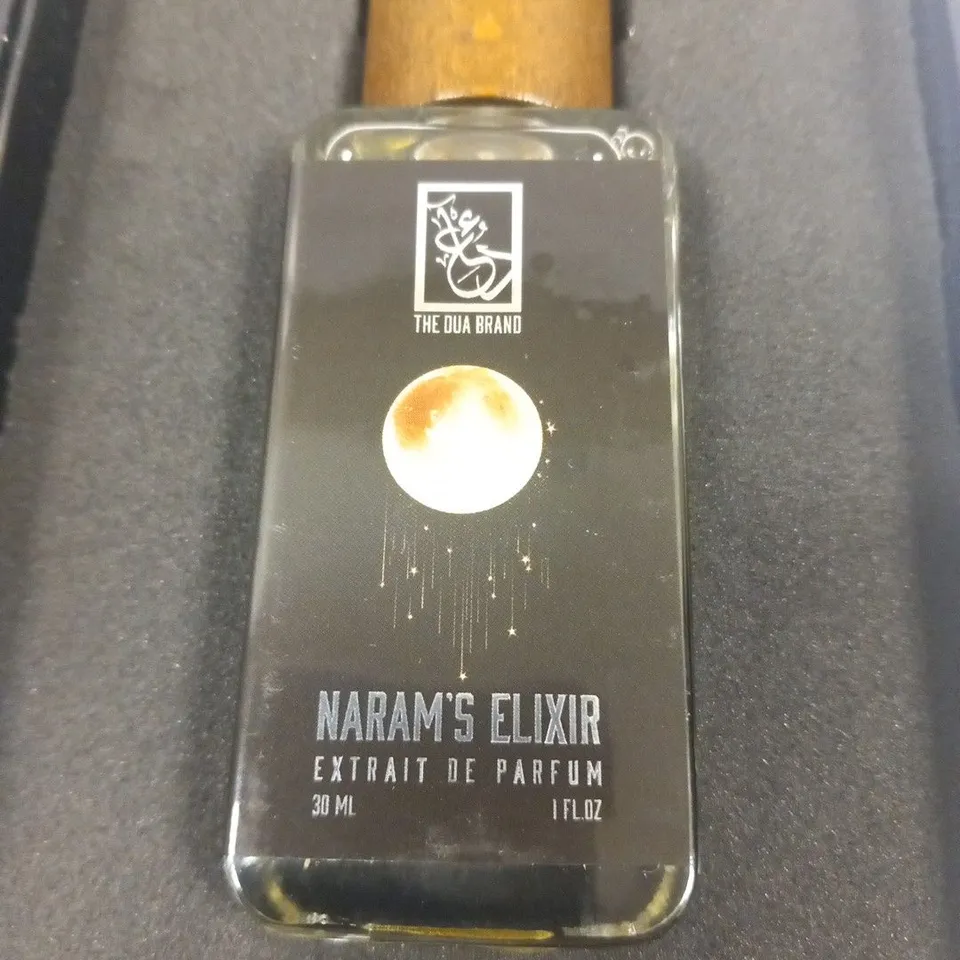 THE DUA BRAND
NARAM'S ELIXIR
EXTRAIT DE PARFUM
30 ML 1 FL.OZ